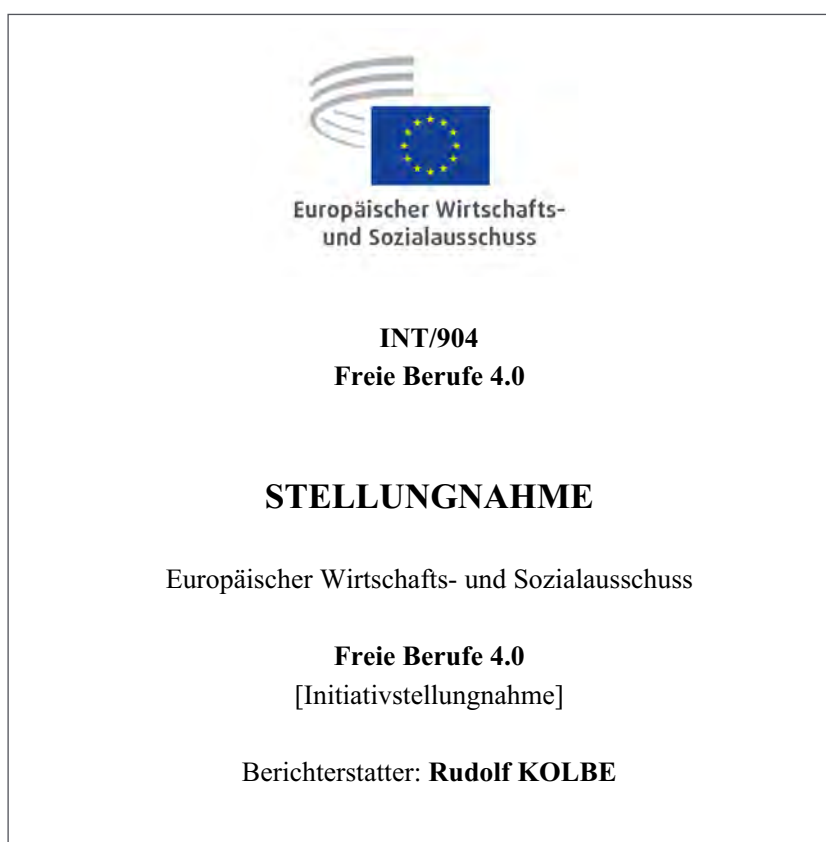 Europäischer Wirtschafts-
und Sozialausschuss
INT/904
Freie Berufe 4.0
STELLUNGNAHME
Europäischer Wirtschafts- und Sozialausschuss
Freie Berufe 4.0
[Initiativstellungnahme]
Berichterstatter: Rudolf KOLBE